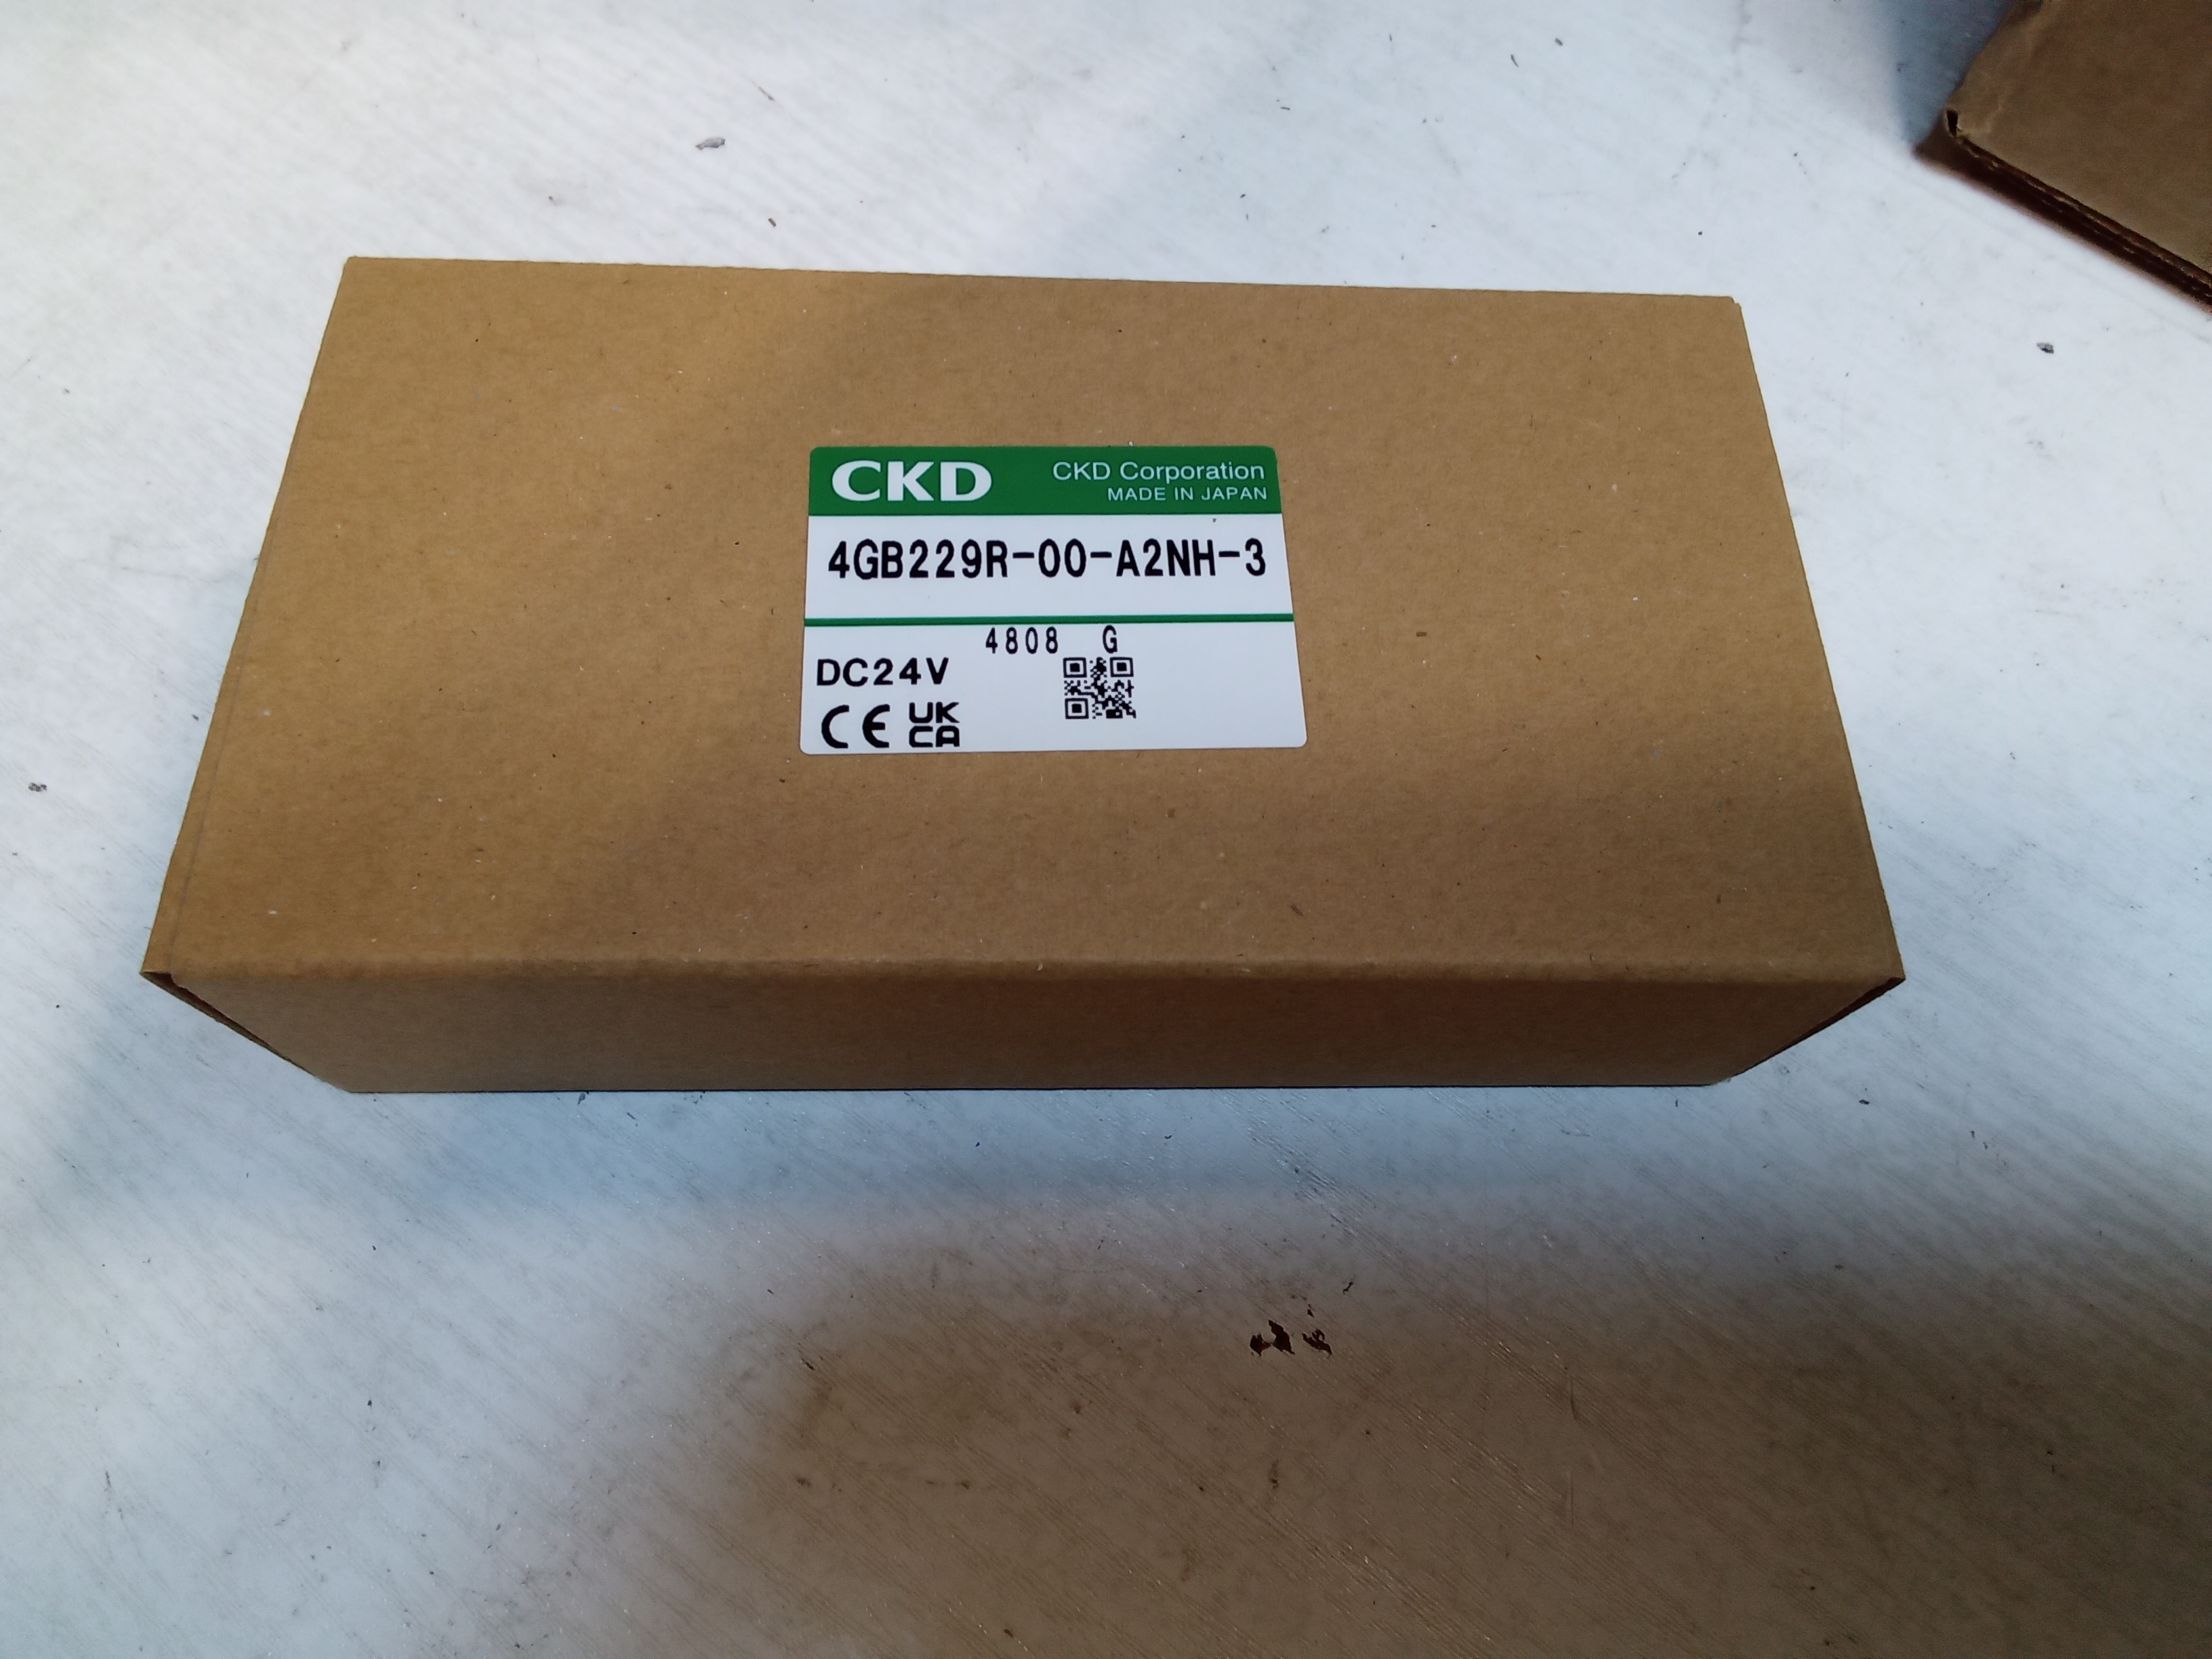 CKD CKD Corporation
MADE IN JAPAN
4GB229R-00-A2NH-3
4808 G
DC24V
CE UK
CA